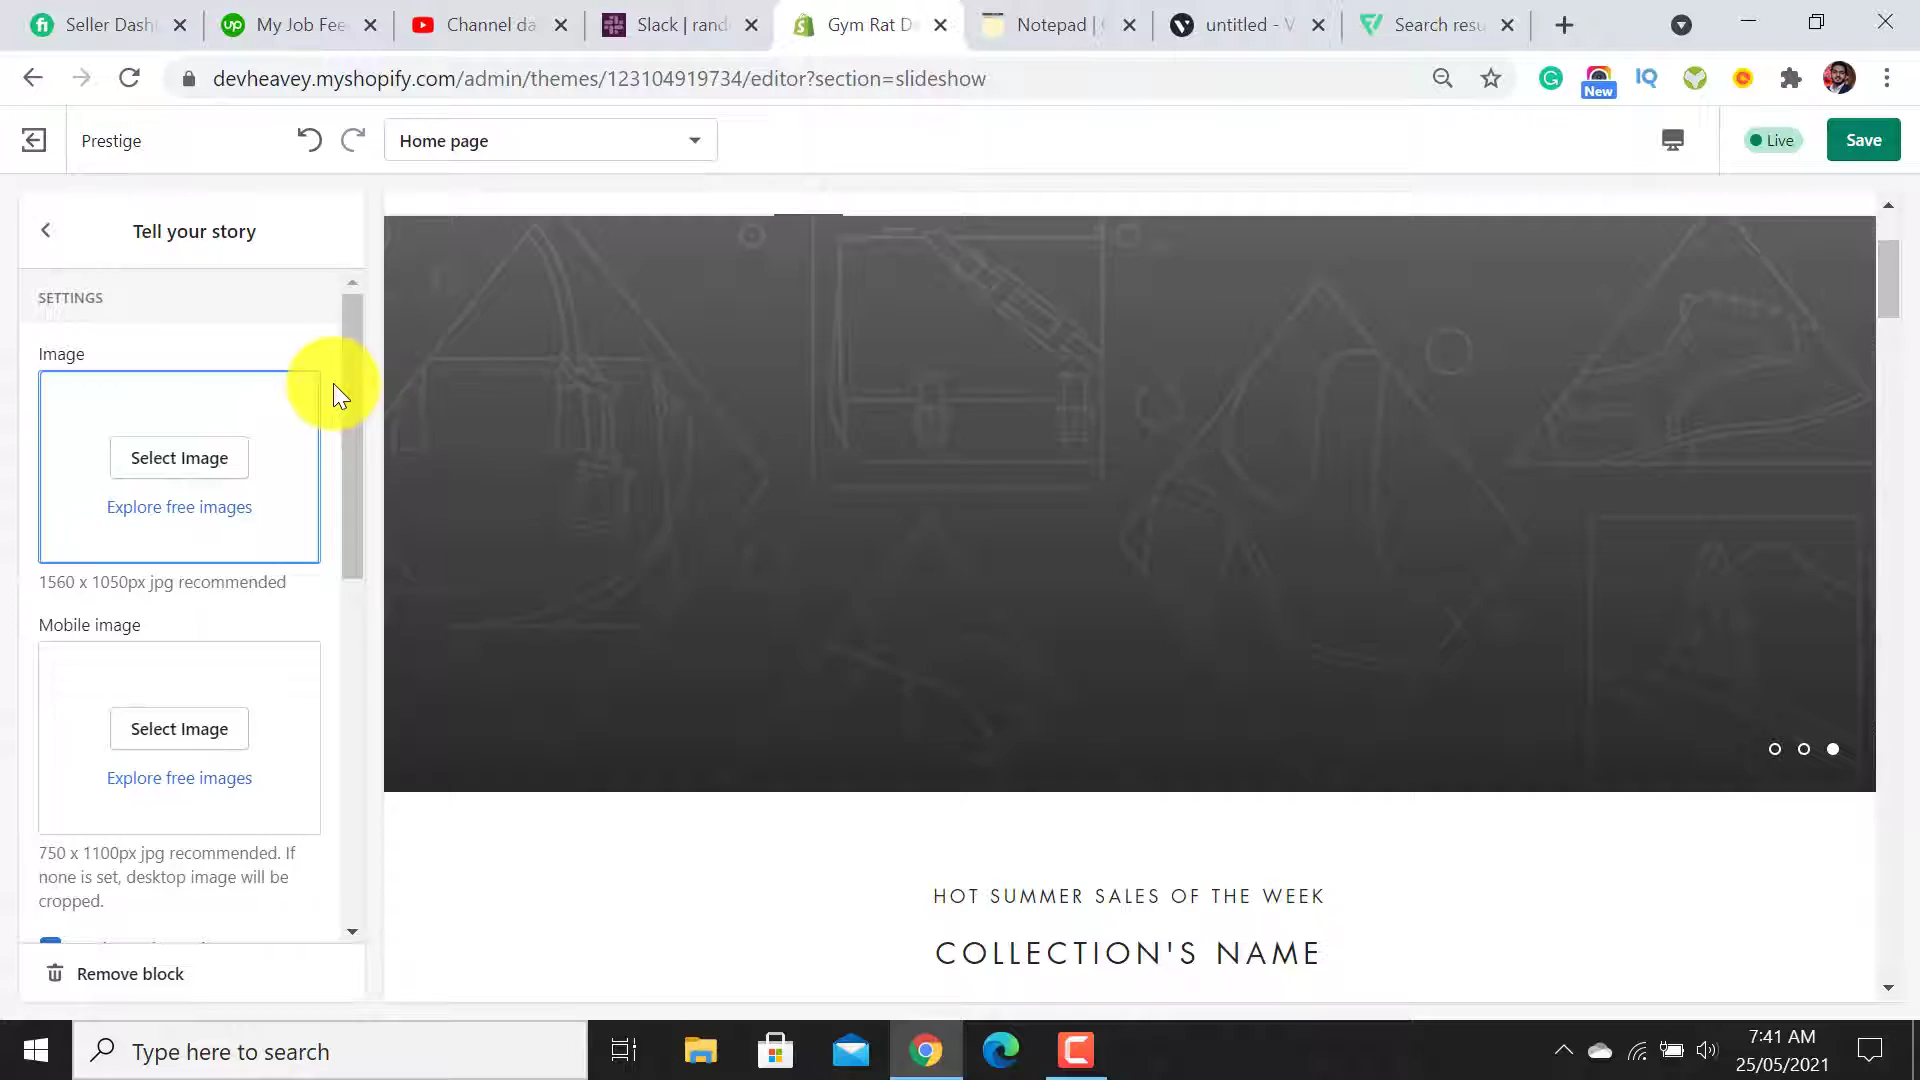 Seller Dash
My Job Fee
Channel da
Slack | rand
Gym Rat D
Notepad |
untitled - V
Search resu
devheavey.myshopify.com/admin/themes/123104919734/editor?section=slideshow
New
IQ
Prestige
Home page
Live
Save
Tell your story
SETTINGS
Image
Select Image
Explore free images
1560 x 1050px jpg recommended
Mobile image
Select Image
Explore free images
750 x 1100px jpg recommended. If
none is set, desktop image will be
cropped.
Remove block
HOT SUMMER SALES OF THE WEEK
COLLECTION'S NAME
Type here to search
7:41 AM
25/05/2021